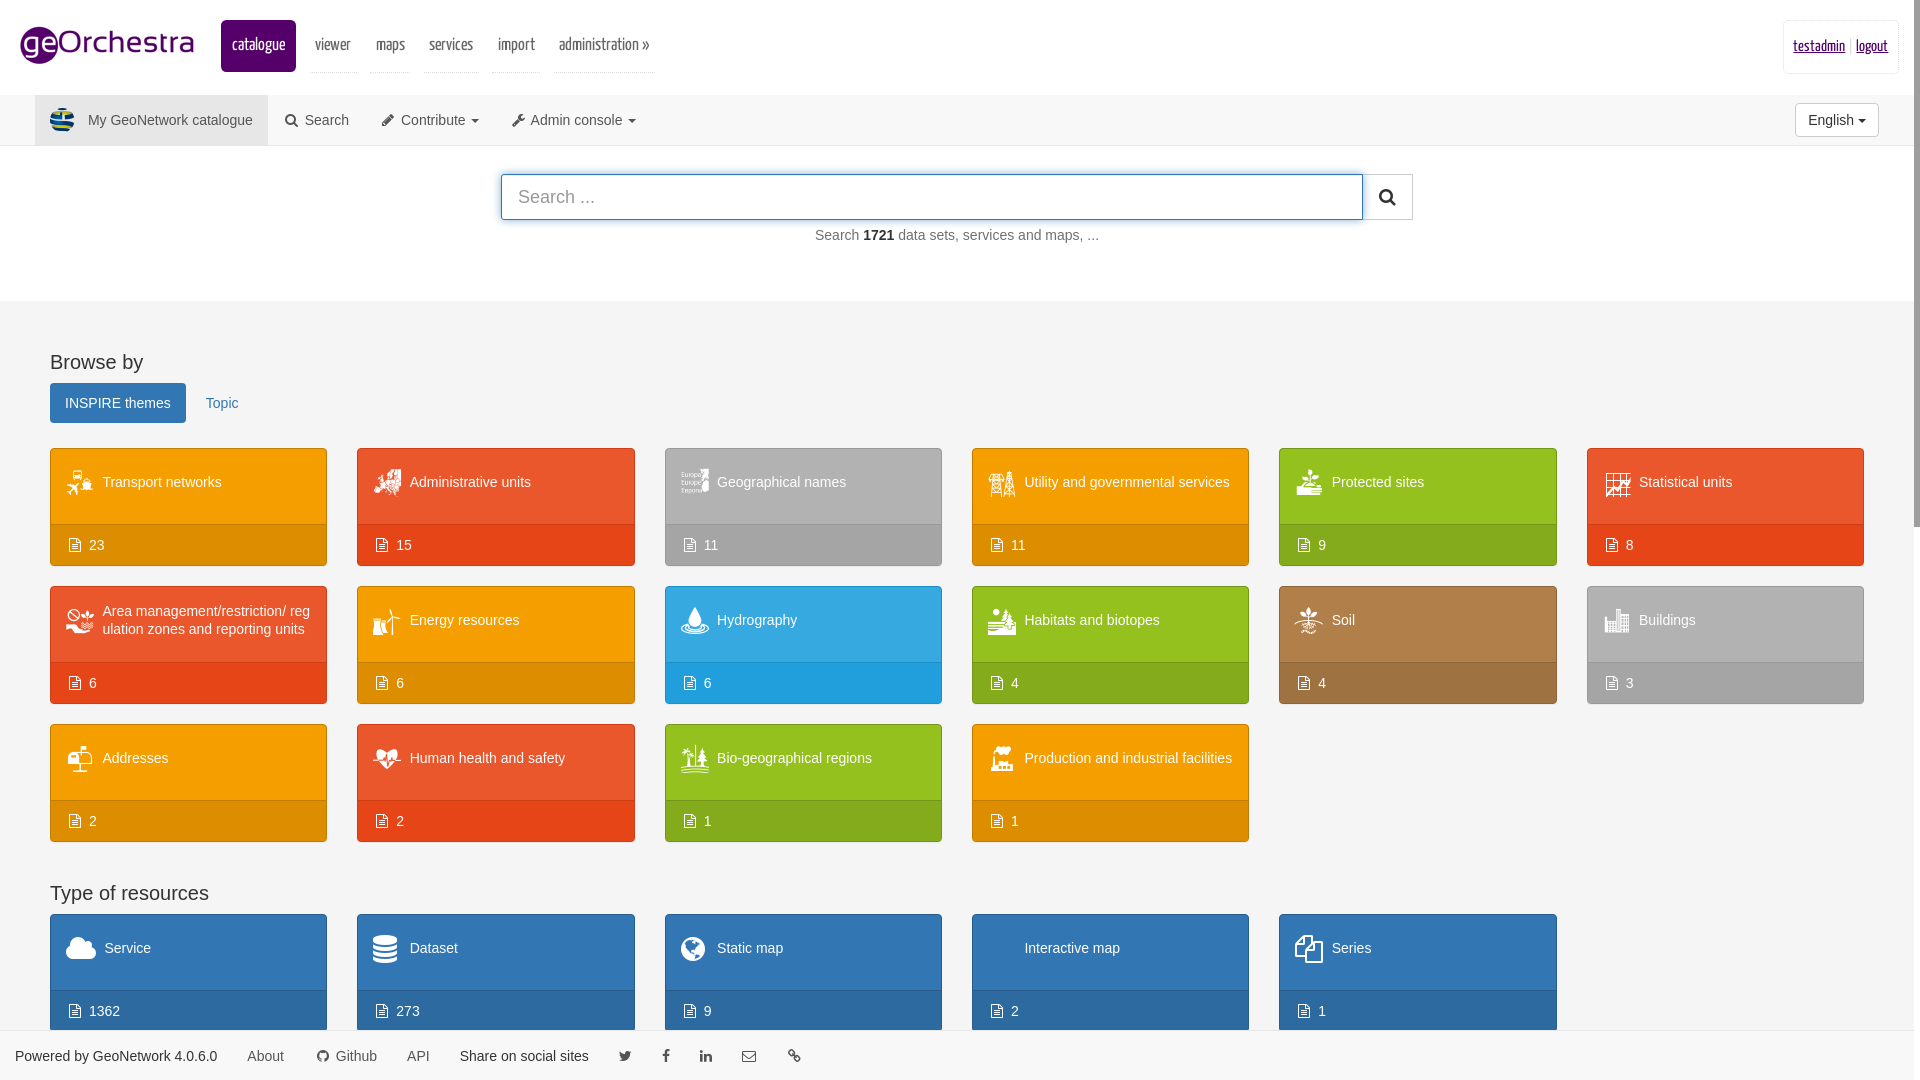 geOrchestra
catalogue
viewer
maps
services
import
administration »
testadmin | logout
My GeoNetwork catalogue
Search
Contribute
Admin console
English
Search ...
Search 1721 data sets, services and maps, ...
Browse by
INSPIRE themes
Topic
Transport networks
23
Administrative units
15
Europa
Europe
Espona
Geographical names
11
Utility and governmental services
11
Protected sites
9
Statistical units
8
Area management/restriction/ reg
ulation zones and reporting units
6
Energy resources
6
Hydrography
6
Habitats and biotopes
4
Soil
4
Buildings
3
Addresses
2
Human health and safety
2
Bio-geographical regions
1
Production and industrial facilities
1
Type of resources
Service
1362
Dataset
273
Static map
9
Interactive map
2
Series
1
Powered by GeoNetwork 4.0.6.0
About
Github
API
Share on social sites